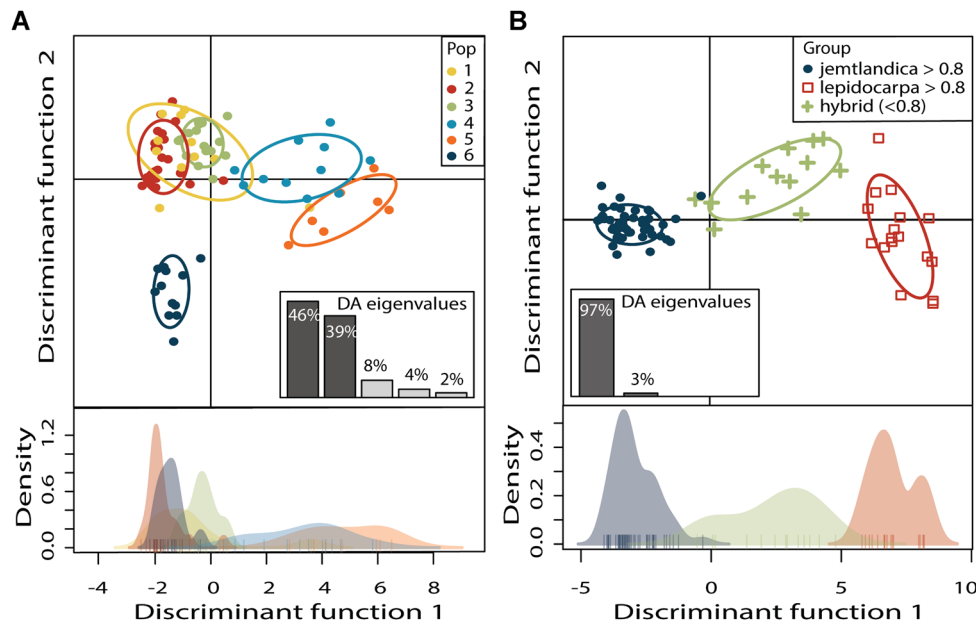 A
Discriminant function 2
Pop
1
2
3
4
5
6
DA eigenvalues
46%
39%
8%
4%
2%
Density
1.2
0.6
0.0
-4
-2
0
2
4
6
8
Discriminant function 1
B
Discriminant function 2
Group
jemtlandica > 0.8
lepidocarpa > 0.8
hybrid (<0.8)
DA eigenvalues
97%
3%
Density
0.4
0.2
0.0
-5
0
5
10
Discriminant function 1